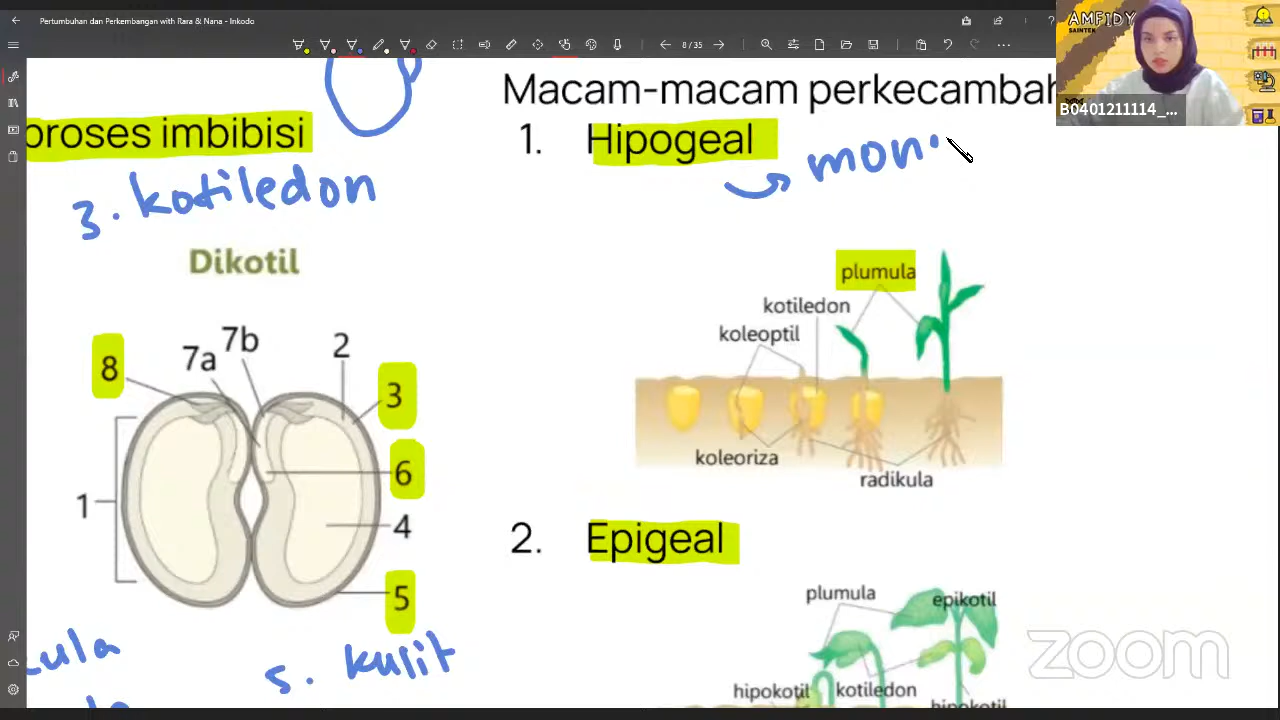 Pertumbuhan dan Perkembangan with Rara & Nana - Inkodo
8 / 35
AMFIDY
SAINTEK
B0401211114_...
proses imbibisi
3. kotiledon
Dikotil
8
7a
7b
2
3
6
1
4
5
s. kulit
Macam-macam perkecambah
1. Hipogeal
mon
plumula
kotiledon
koleoptil
koleoriza
radikula
2. Epigeal
plumula
epikotil
hipokotil
kotiledon
hipokotil
zoom